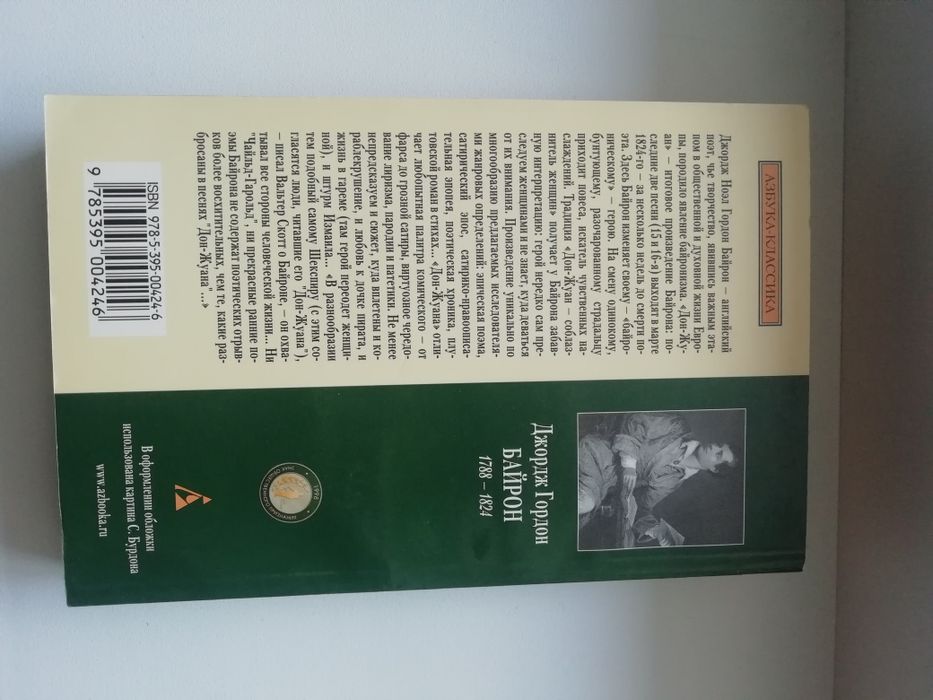 АЗБУКА-КЛАССИКА
Джордж Ноэл Гордон Байрон – английский
поэт, чье творчество, явившись важным эта-
пом в общественной и духовной жизни Евро-
пы, породило явление байронизма. «Дон-Жу-
ан» – итоговое произведение Байрона: по-
следние две песни (15 и 16-я) выходят в марте
1824-го – за несколько недель до смерти по-
эта. Здесь Байрон изменяет своему – «байро-
ническому» – герою. На смену одинокому,
бунтующему, разочарованному страдальцу
приходит повеса, искатель чувственных на-
слаждений. Традиция «Дон-Жуан – соблаз-
нитель женщин» получает у Байрона забав-
ную интерпретацию: герой нередко сам пре-
следуем женщинами и не знает, куда деваться
от их внимания. Произведение уникально по
многообразию предлагаемых исследователя-
ми жанровых определений: эпическая поэма,
сатирический эпос, сатирико-нравоописа-
тельная эпопея, поэтическая хроника, плу-
товской роман в стихах... «Дон-Жуана» отли-
чает любопытная палитра комического – от
фарса до грозной сатиры, виртуозное чередо-
вание лиризма, пародии и патетики. Не менее
непредсказуем и сюжет, куда вплетены и ко-
раблекрушение, и любовь к дочке пирата, и
жизнь в гареме (там герой переодет женщи-
ной), и штурм Измаила... «В разнообразии
тем подобный самому Шекспиру (с этим со-
гласятся люди, читавшие его "Дон-Жуана"),
– писал Вальтер Скотт о Байроне, – он охва-
тывал все стороны человеческой жизни... Ни
"Чайльд-Гарольд", ни прекрасные ранние по-
эмы Байрона не содержат поэтических отрыв-
ков более восхитительных, чем те, какие раз-
бросаны в песнях "Дон-Жуана"...»
ISBN 978-5-395-00424-6
9 785395 004246
Джордж Гордон
БАЙРОН
1788 – 1824
1996
В оформлении обложки
использована картина С. Бурдона
www.azbooka.ru